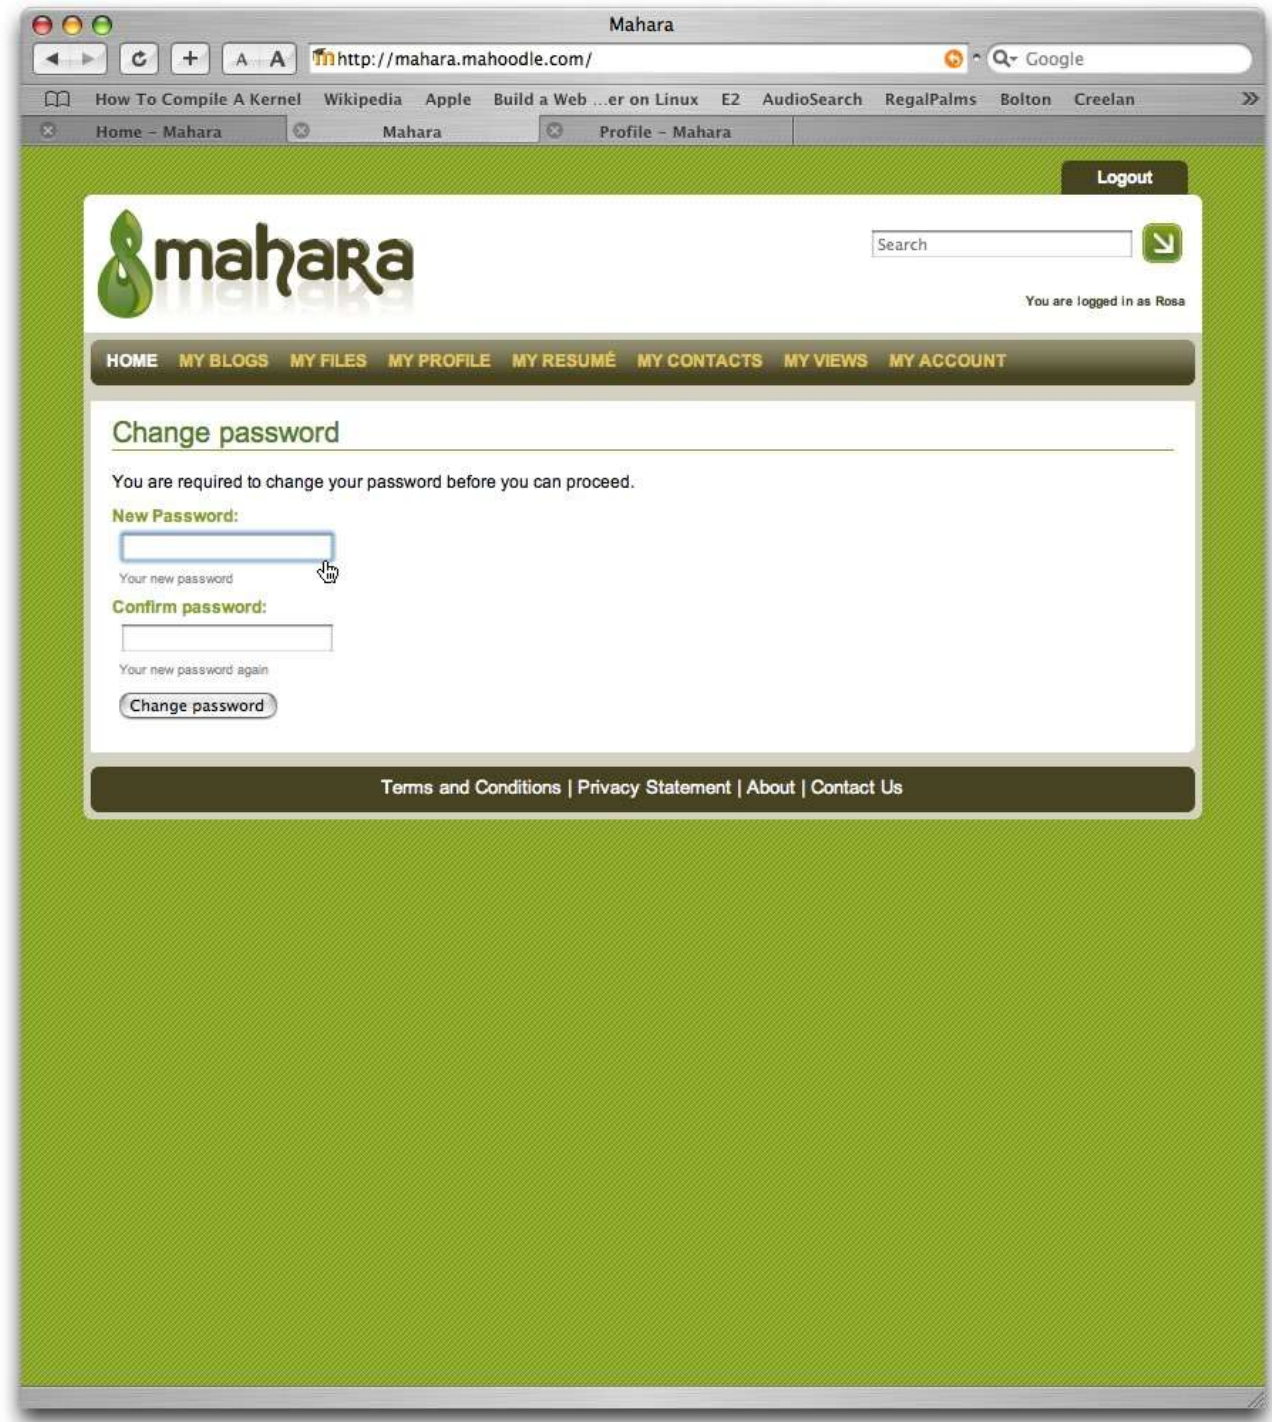 Mahara
A A http://mahara.mahoodle.com/ Google
How To Compile A Kernel Wikipedia Apple Build a Web ...er on Linux E2 AudioSearch RegalPalms Bolton Creelan »
Home – Mahara Mahara Profile – Mahara
Logout
mahara
Search
You are logged in as Rosa
HOME MY BLOGS MY FILES MY PROFILE MY RESUMÉ MY CONTACTS MY VIEWS MY ACCOUNT
Change password
You are required to change your password before you can proceed.
New Password:
Your new password
Confirm password:
Your new password again
Change password
Terms and Conditions | Privacy Statement | About | Contact Us